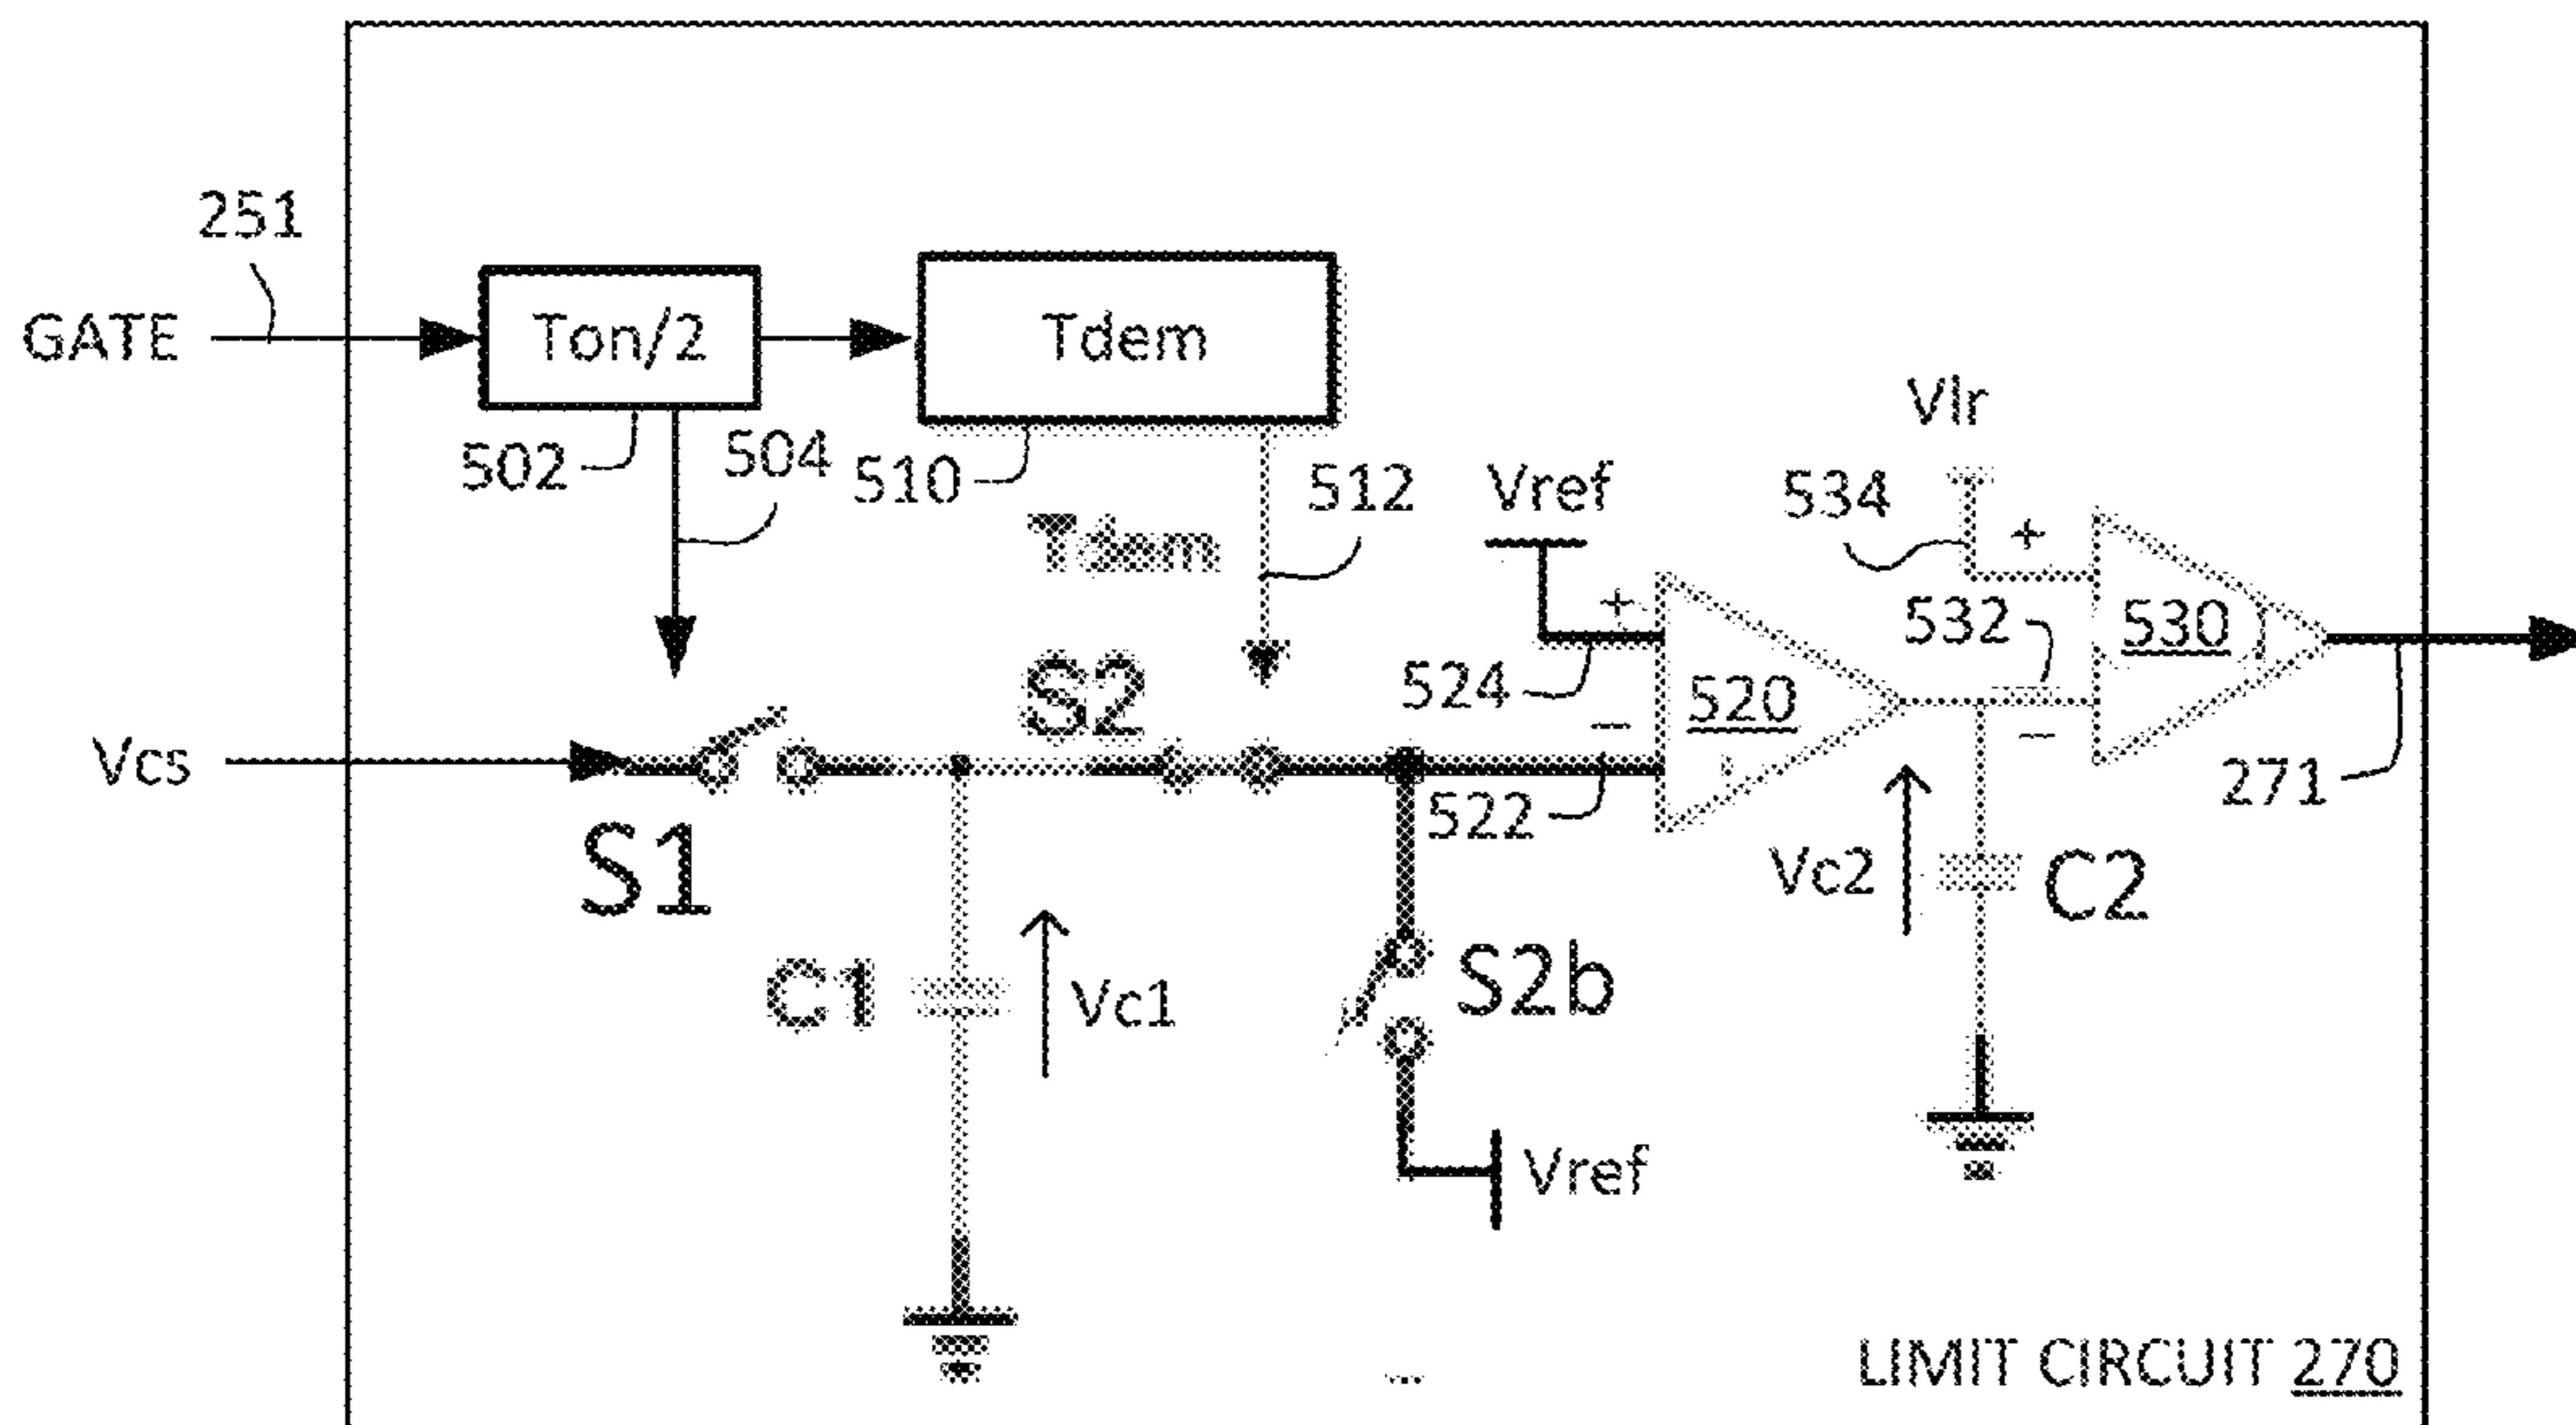 251
GATE
Ton/2
Tdem
502
504
510
512
Tdem
Vref
Vlr
534
+
+
532
530
524
520
S2
−
−
Vcs
522
271
S1
Vc2
C2
C1
Vc1
S2b
Vref
LIMIT CIRCUIT 270